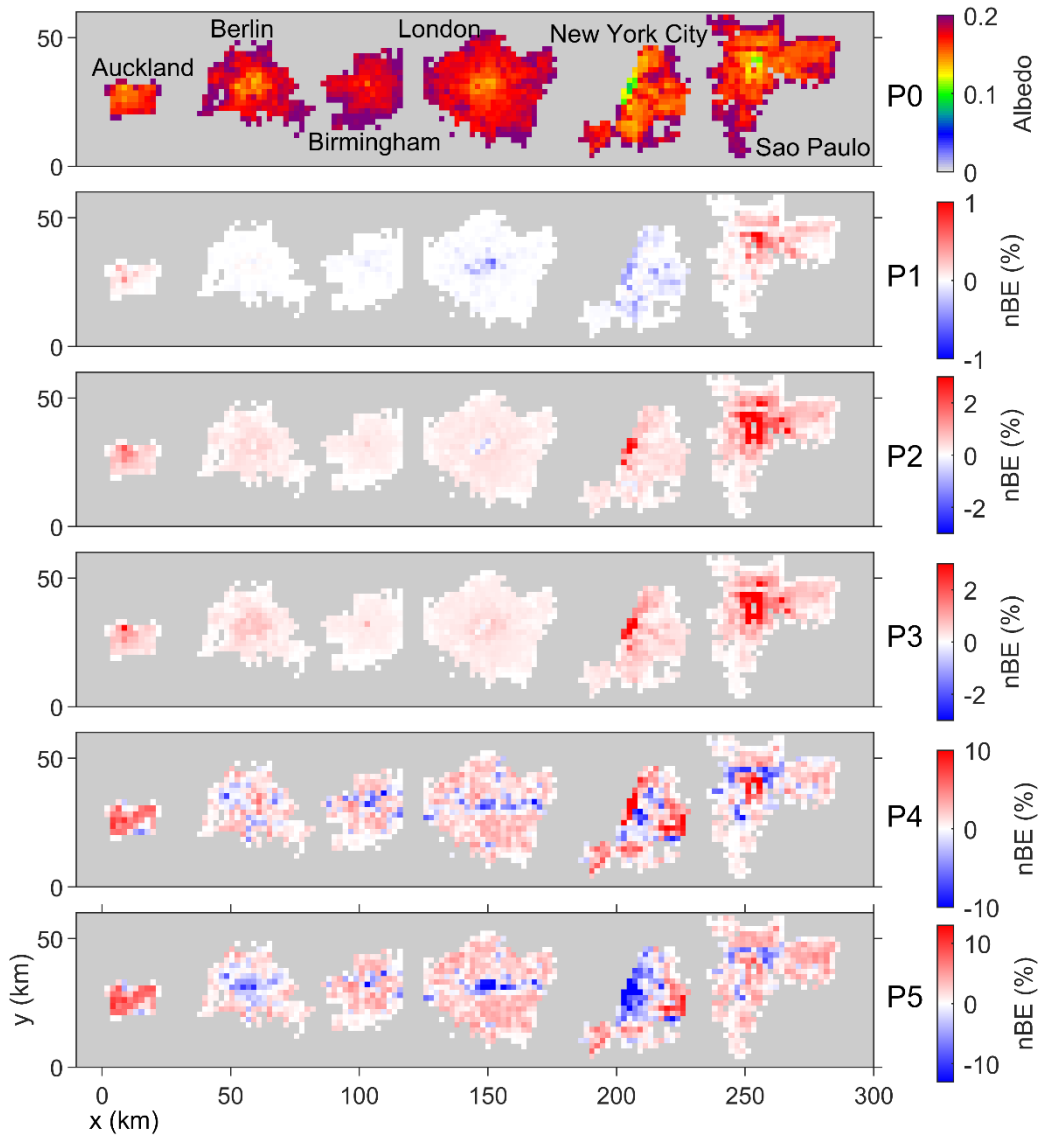 50
0
Auckland
Berlin
Birmingham
London
New York City
Sao Paulo
P0
0.2
0.1
0
Albedo
50
0
P1
1
0
-1
nBE (%)
50
0
P2
2
0
-2
nBE (%)
50
0
P3
2
0
-2
nBE (%)
50
0
P4
10
0
-10
nBE (%)
50
0
y (km)
P5
10
0
-10
nBE (%)
0 50 100 150 200 250 300
x (km)